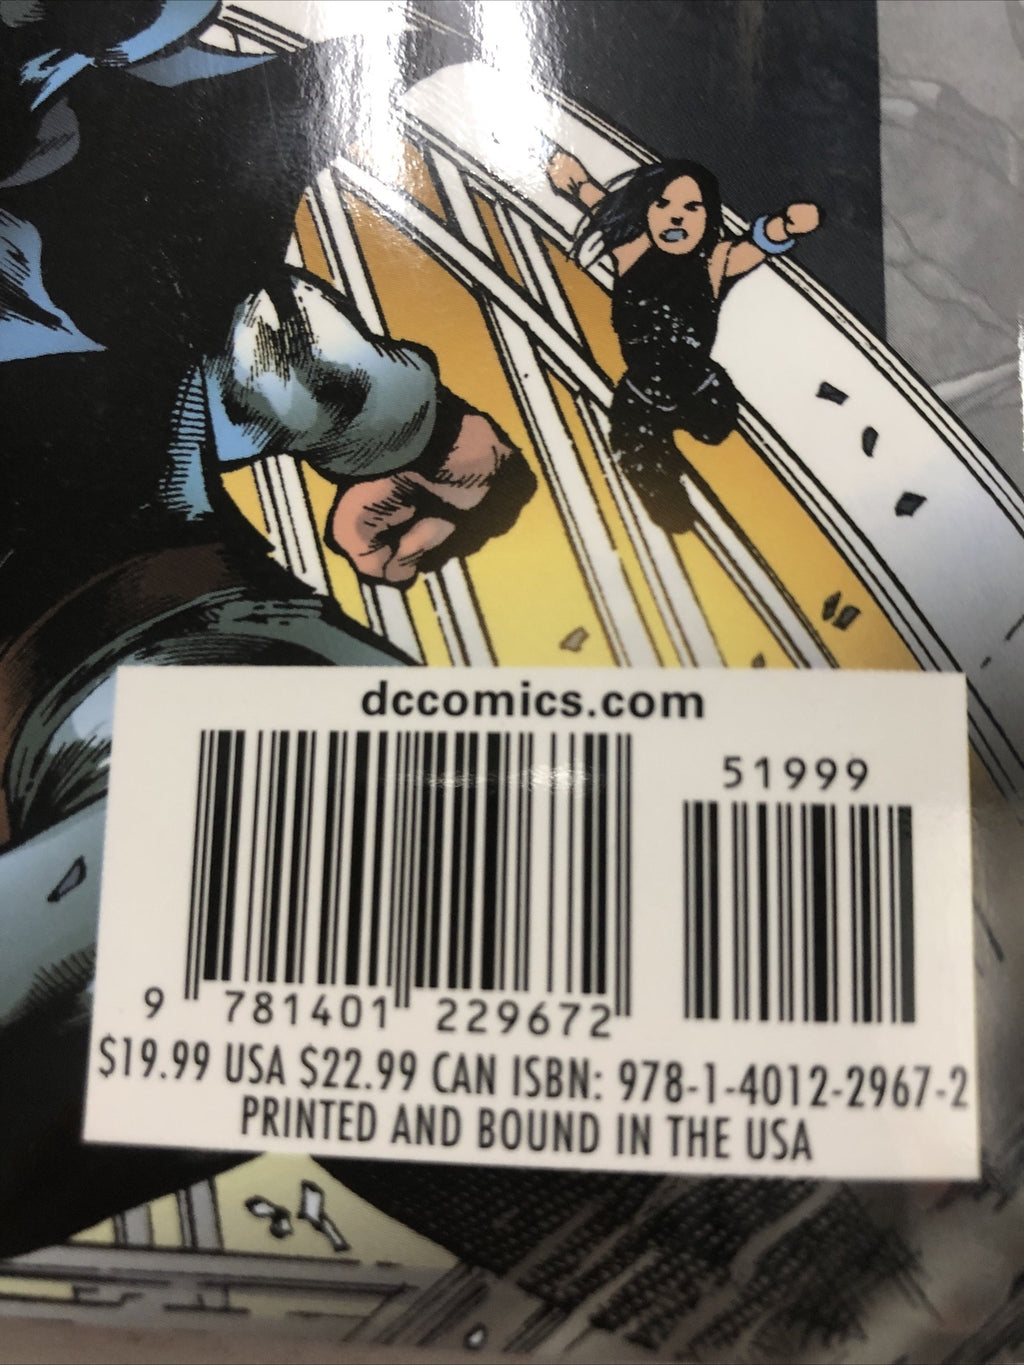 dccomics.com
51999
9 781401 229672
$19.99 USA $22.99 CAN ISBN: 978-1-4012-2967-2
PRINTED AND BOUND IN THE USA